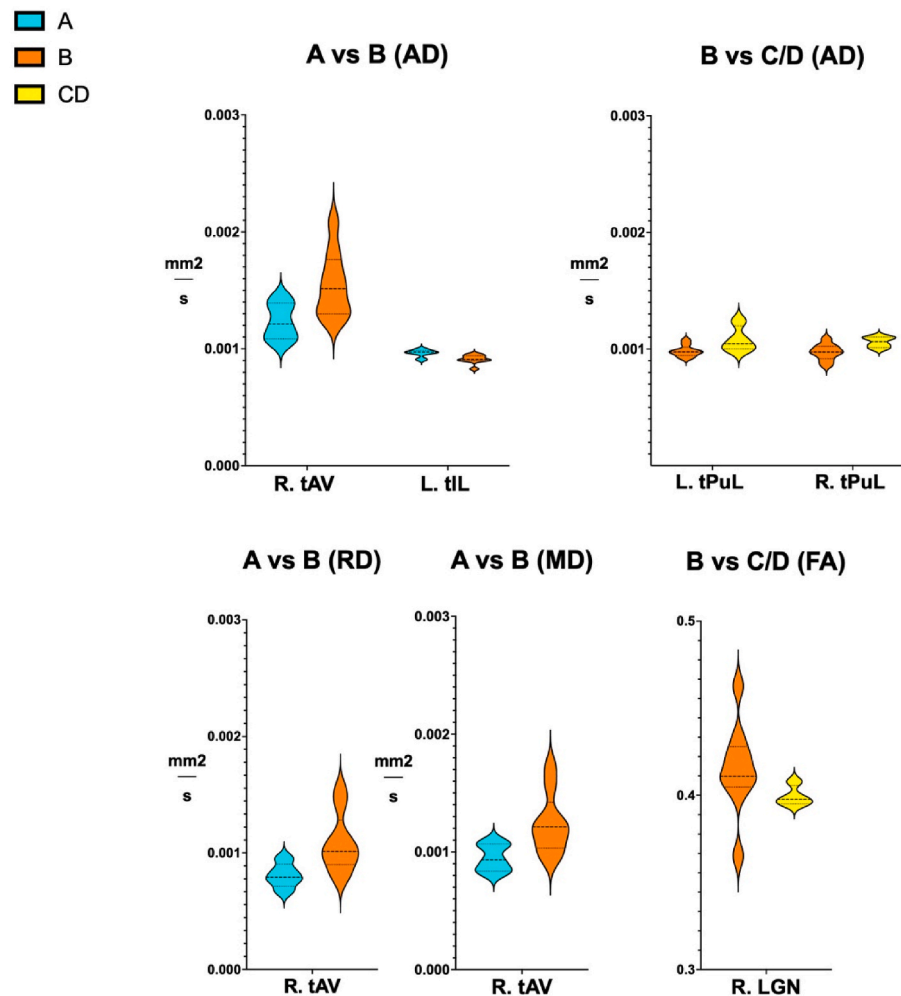 A
B
CD
A vs B (AD)
0.003
0.002
0.001
0.000
mm2
s
R. tAV
L. tIL
B vs C/D (AD)
0.003
0.002
0.001
mm2
s
L. tPuL
R. tPuL
A vs B (RD)
0.003
0.002
0.001
0.000
mm2
s
R. tAV
A vs B (MD)
0.003
0.002
0.001
0.000
mm2
s
R. tAV
B vs C/D (FA)
0.5
0.4
0.3
R. LGN